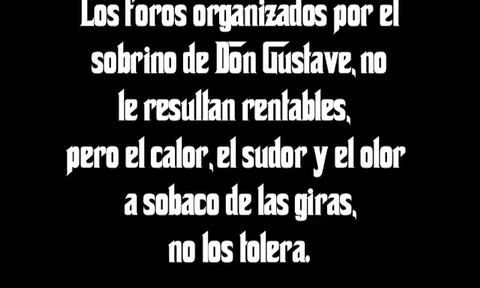 Los foros organizados por el
sobrino de Don Gustave, no
le resultan rentables,
pero el calor, el sudor y el olor
a sobaco de las giras,
no los tolera.